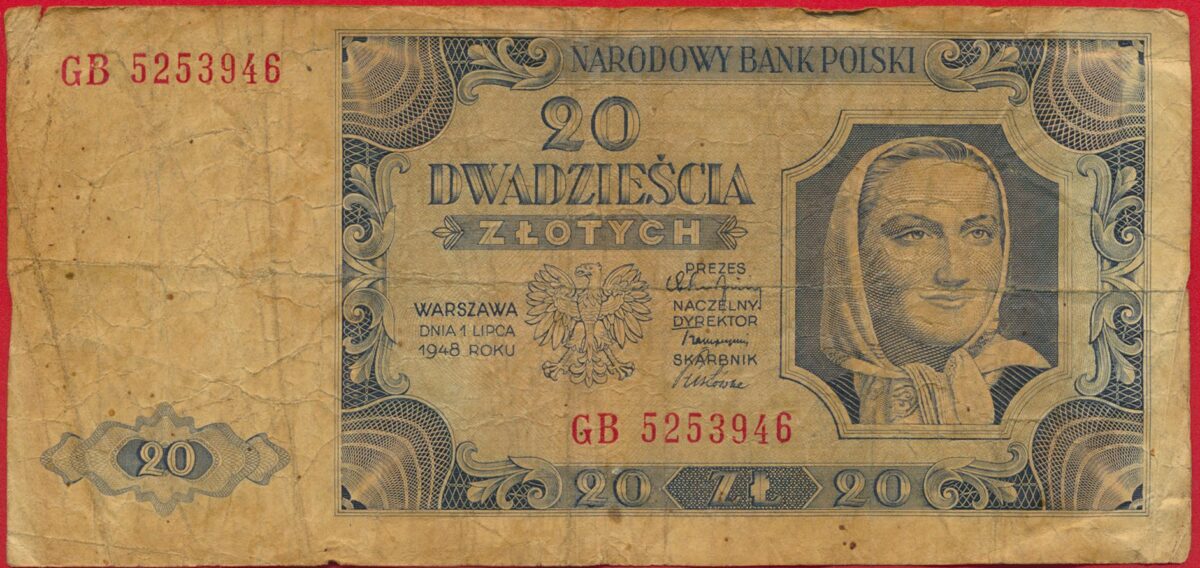 GB 5253946
NARODOWY BANK POLSKI
20
DWADZIEŚCIA
ZŁOTYCH
WARSZAWA
DNIA 1 LIPCA
1948 ROKU
PREZES
NACZELNY
DYREKTOR
SKARBNIK
GB 5253946
20
20 ZŁ 20